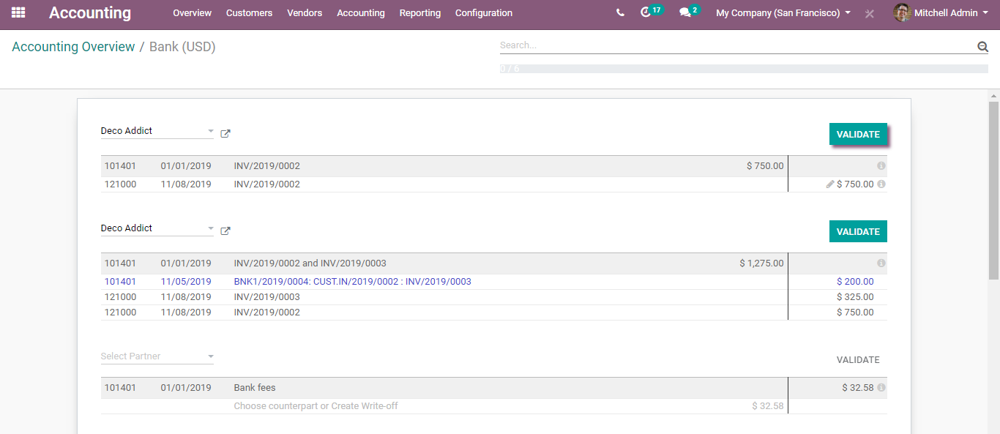 Accounting Overview Customers Vendors Accounting Reporting Configuration 17 2 My Company (San Francisco) Mitchell Admin
Accounting Overview / Bank (USD) Search...
0 / 6
Deco Addict VALIDATE
101401 01/01/2019 INV/2019/0002 $ 750.00
121000 11/08/2019 INV/2019/0002 $ 750.00
Deco Addict VALIDATE
101401 01/01/2019 INV/2019/0002 and INV/2019/0003 $ 1,275.00
101401 11/05/2019 BNK1/2019/0004: CUST.IN/2019/0002 : INV/2019/0003 $ 200.00
121000 11/08/2019 INV/2019/0003 $ 325.00
121000 11/08/2019 INV/2019/0002 $ 750.00
Select Partner VALIDATE
101401 01/01/2019 Bank fees $ 32.58
Choose counterpart or Create Write-off $ 32.58